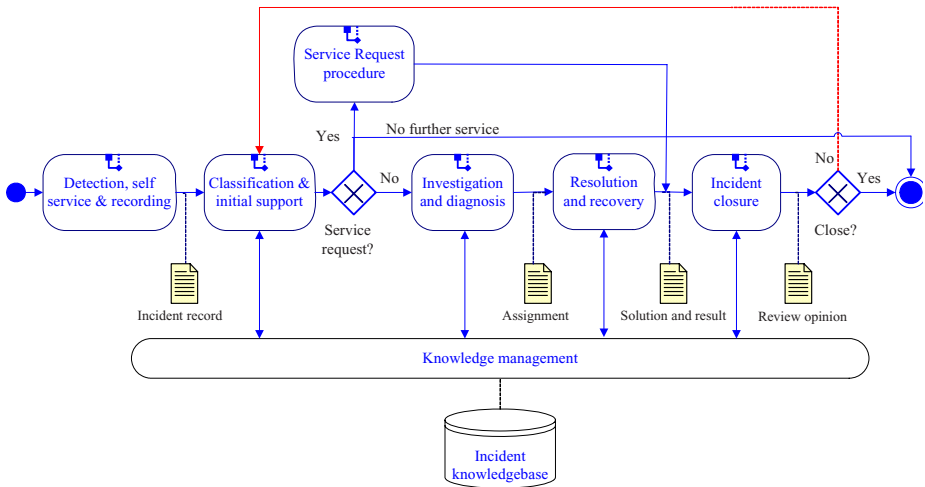 Service Request
procedure
Yes
No further service
No
Detection, self
service & recording
Classification &
initial support
No
Investigation
and diagnosis
Resolution
and recovery
Incident
closure
Yes
Service
request?
Close?
Incident record
Assignment
Solution and result
Review opinion
Knowledge management
Incident
knowledgebase